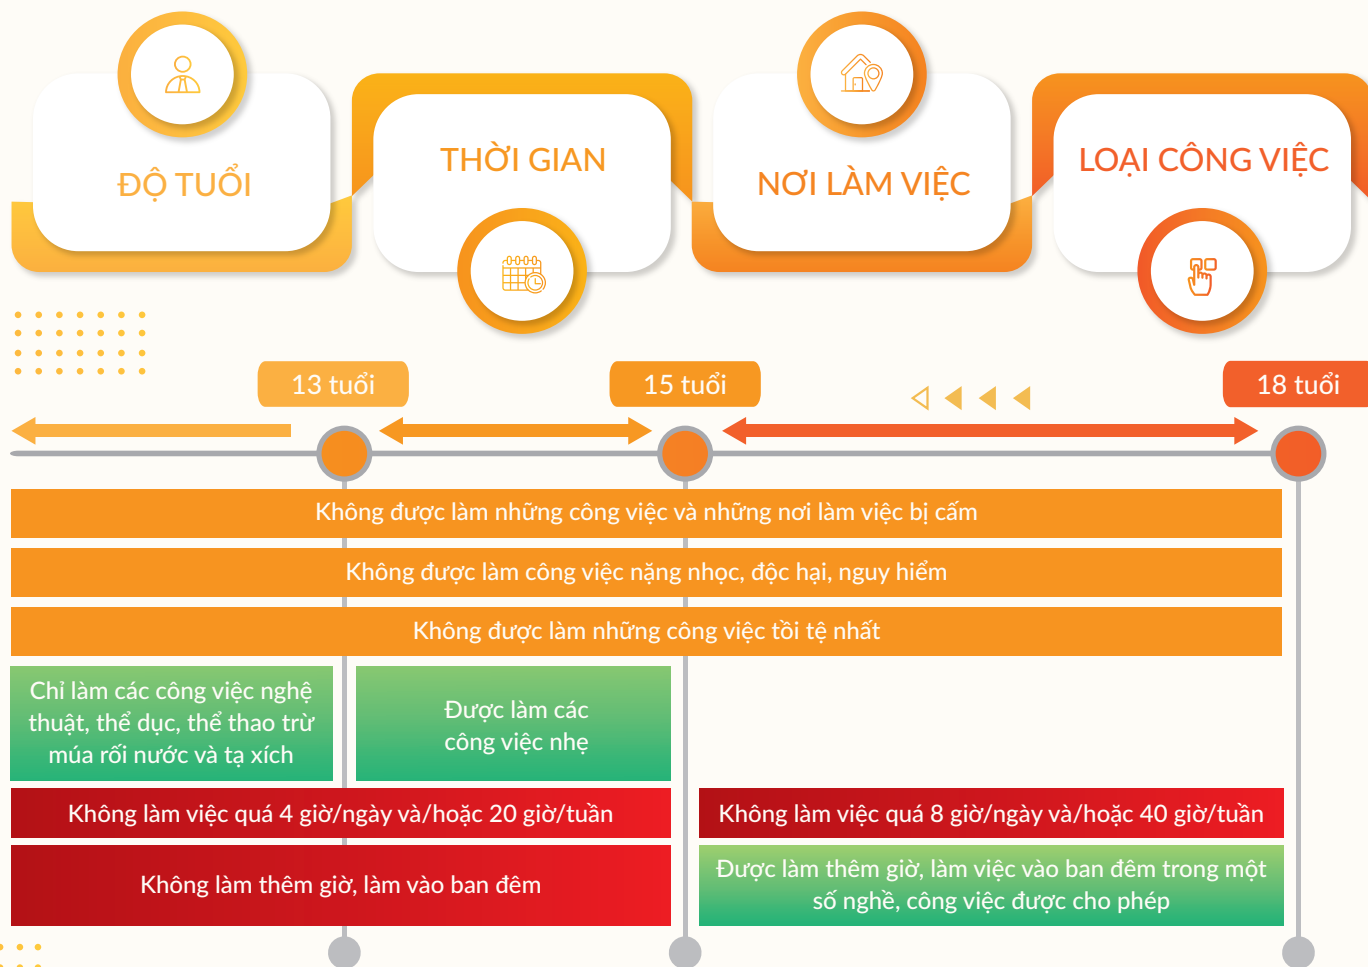 ĐỘ TUỔI
THỜI GIAN
NƠI LÀM VIỆC
LOẠI CÔNG VIỆC
13 tuổi
15 tuổi
18 tuổi
Không được làm những công việc và những nơi làm việc bị cấm
Không được làm công việc nặng nhọc, độc hại, nguy hiểm
Không được làm những công việc tồi tệ nhất
Chỉ làm các công việc nghệ
thuật, thể dục, thể thao trừ
múa rối nước và tạ xích
Được làm các
công việc nhẹ
Không làm việc quá 4 giờ/ngày và/hoặc 20 giờ/tuần
Không làm việc quá 8 giờ/ngày và/hoặc 40 giờ/tuần
Không làm thêm giờ, làm vào ban đêm
Được làm thêm giờ, làm việc vào ban đêm trong một
số nghề, công việc được cho phép